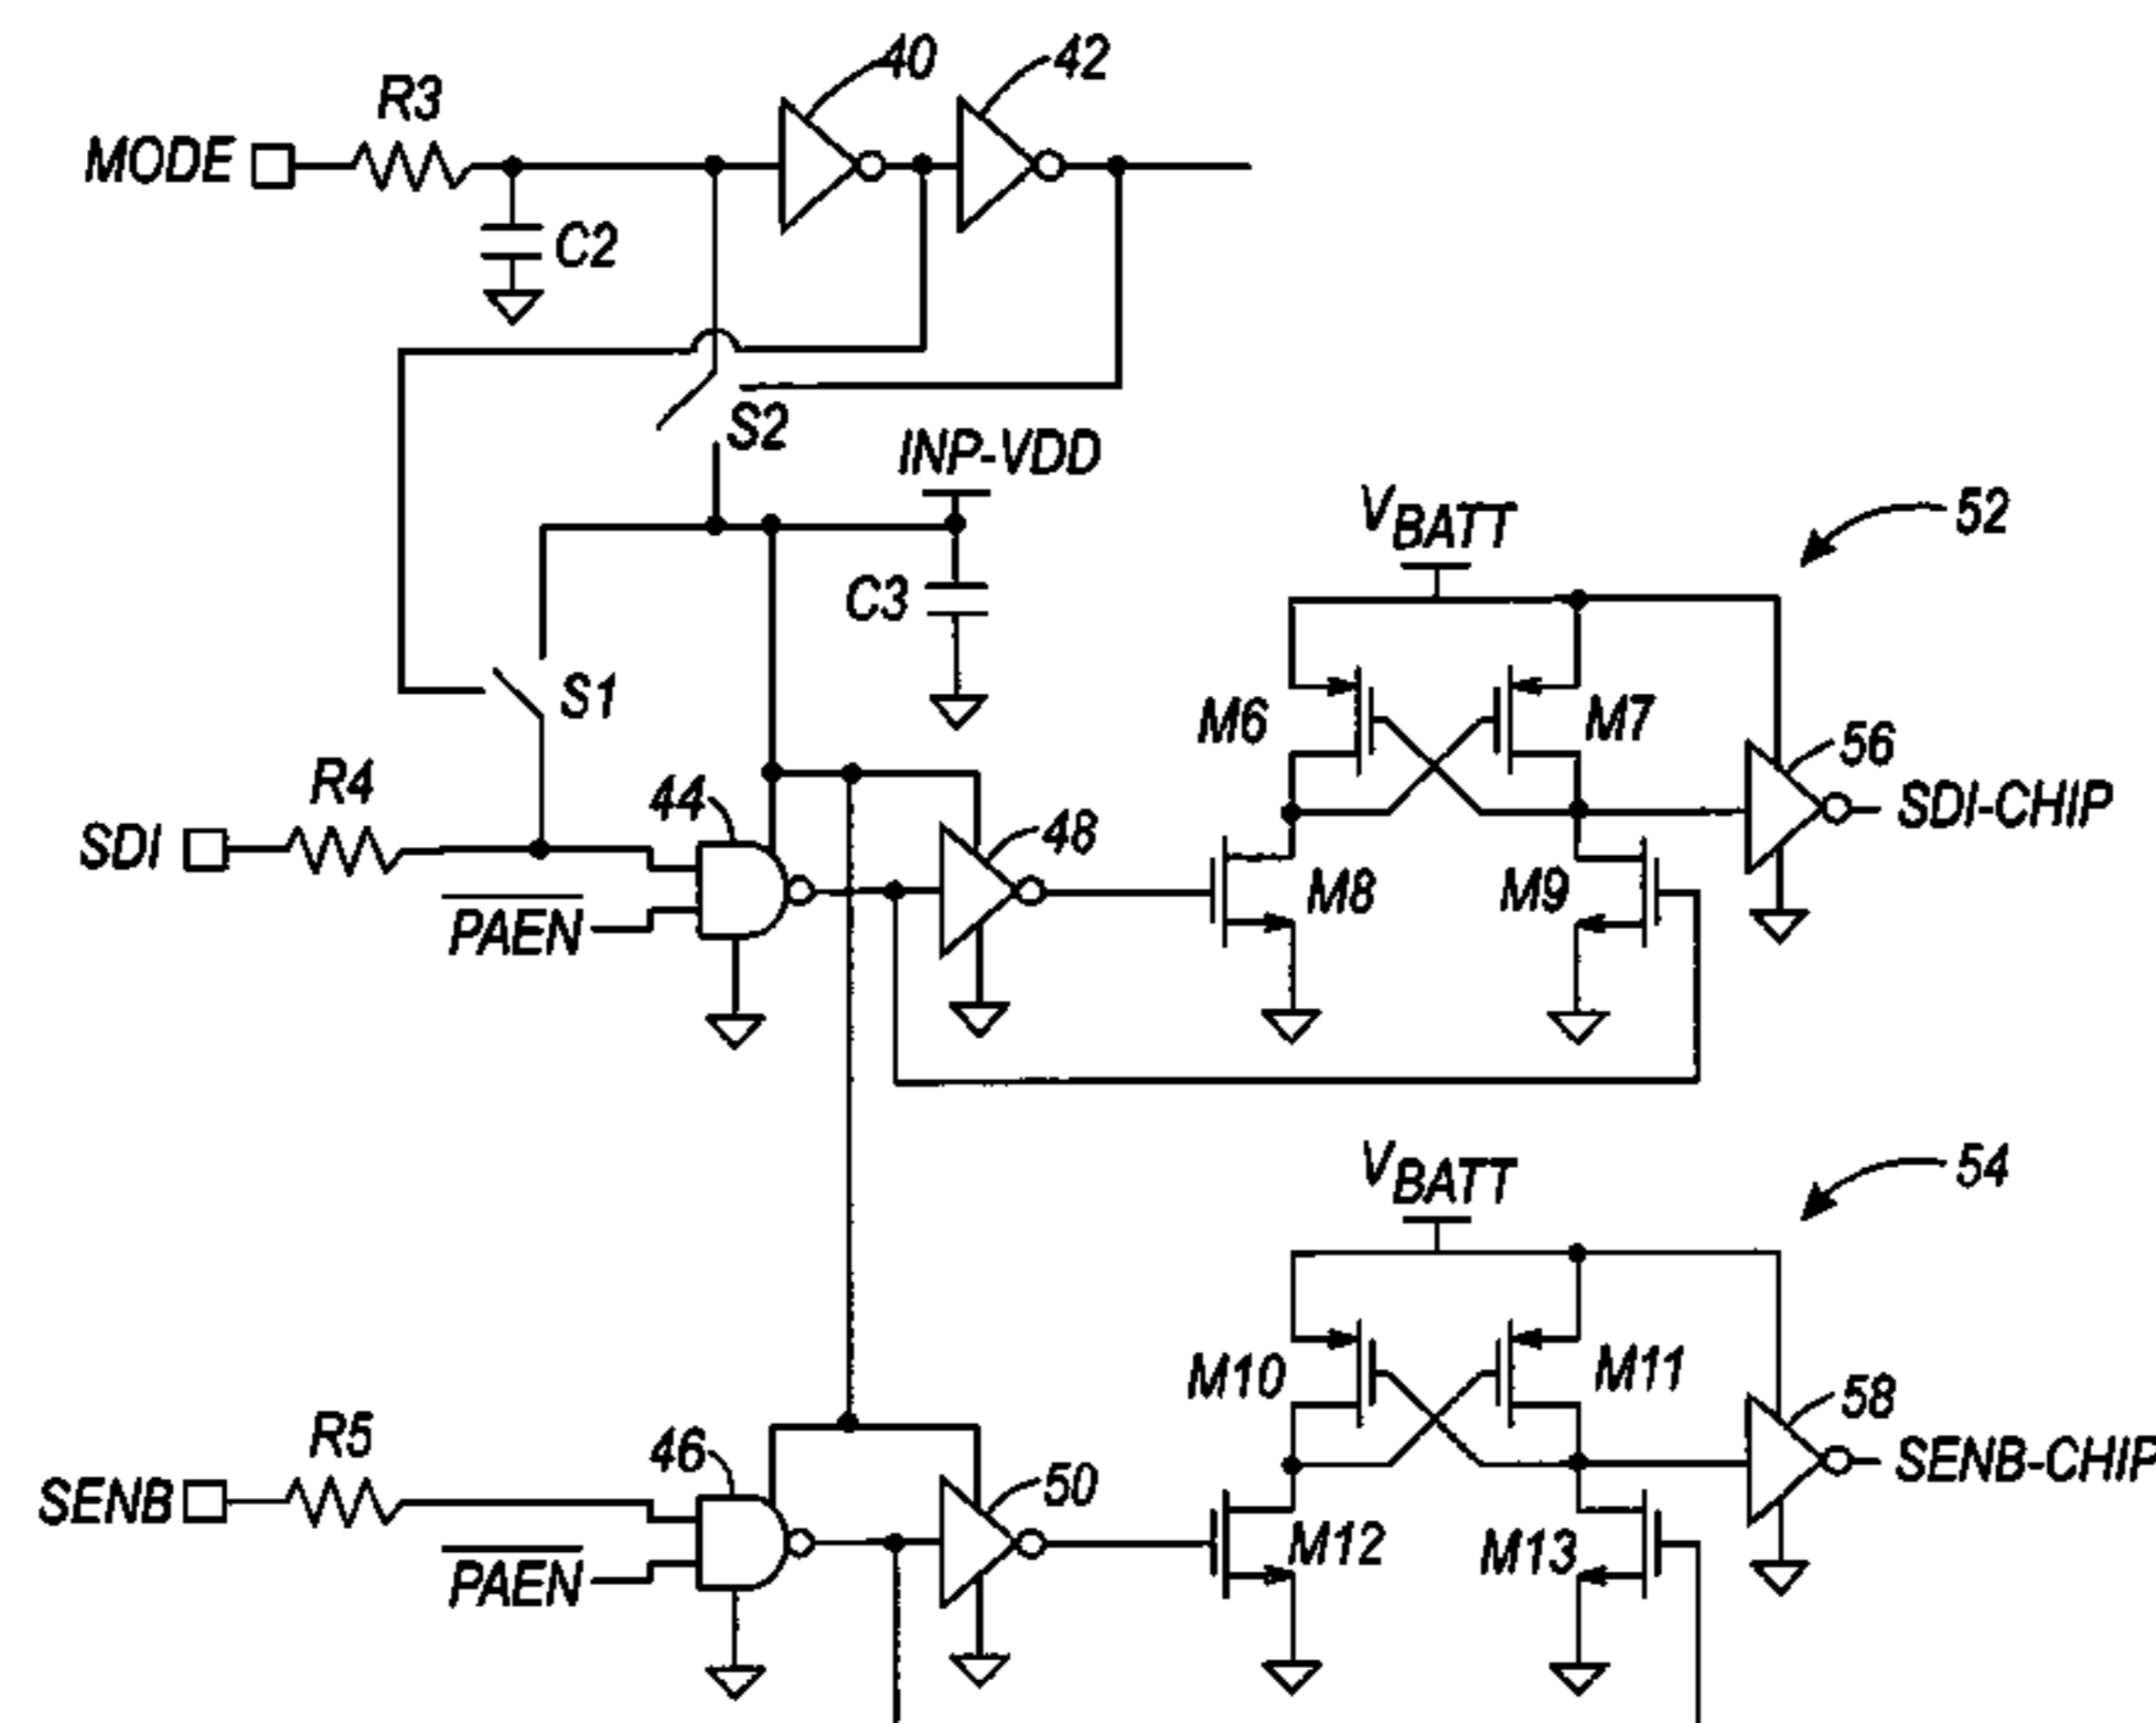 40
42
R3
MODE
C2
S2
INP-VDD
VBATT
52
C3
S1
M6
M7
56
R4
44
48
SDI-CHIP
SDI
PAEN
M8
M9
VBATT
54
M10
M11
58
R5
46
50
SENB-CHIP
SENB
PAEN
M12
M13